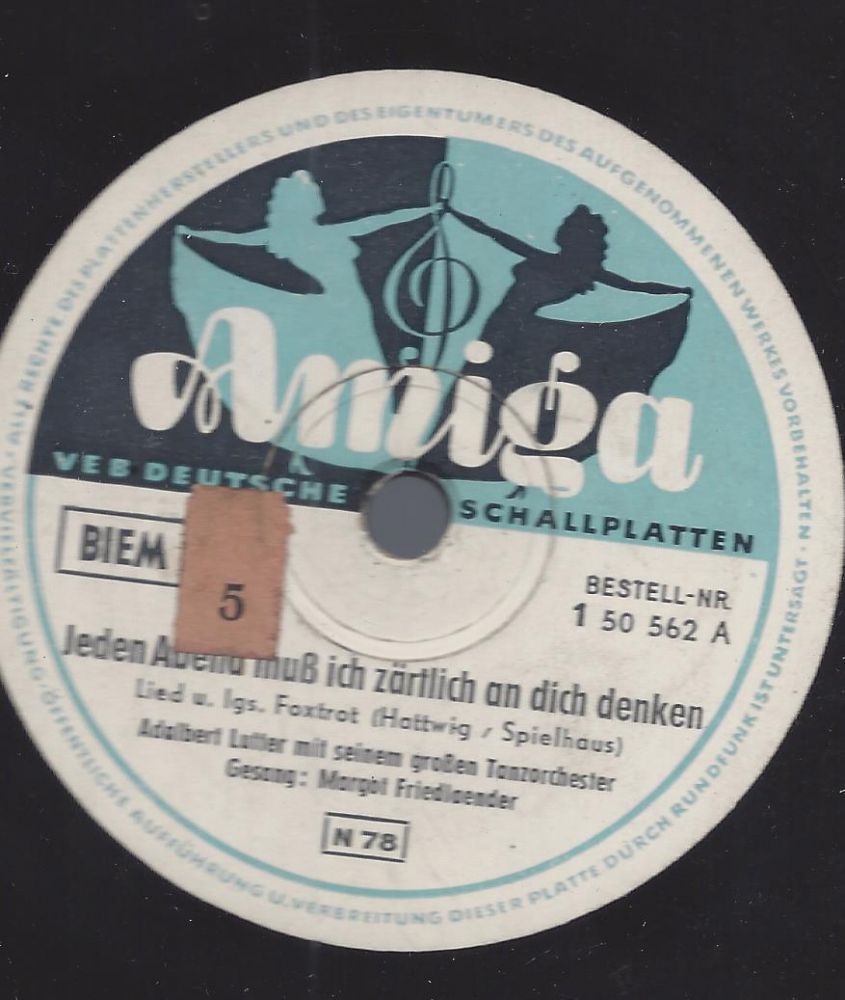 ALLE RECHTE DES PLATTENHERSTELLERS UND DES EIGENTUMERS DES AUFGENOMMENEN WERKES VORBEHALTEN · VERVIELFÄLTIGUNG · ÖFFENTLICHE AUFFÜHRUNG U. VERBREITUNG DIESER PLATTE DURCH RUNDFUNK IST UNTERSAGT ·
Amiga
VEB DEUTSCHE SCHALLPLATTEN
BIEM
5
BESTELL-NR.
1 50 562 A
Jeden Abend muß ich zärtlich an dich denken
Lied u. lgs. Foxtrot (Hattwig / Spielhaus)
Adalbert Lutter mit seinem großen Tanzorchester
Gesang: Margot Friedlaender
N 78